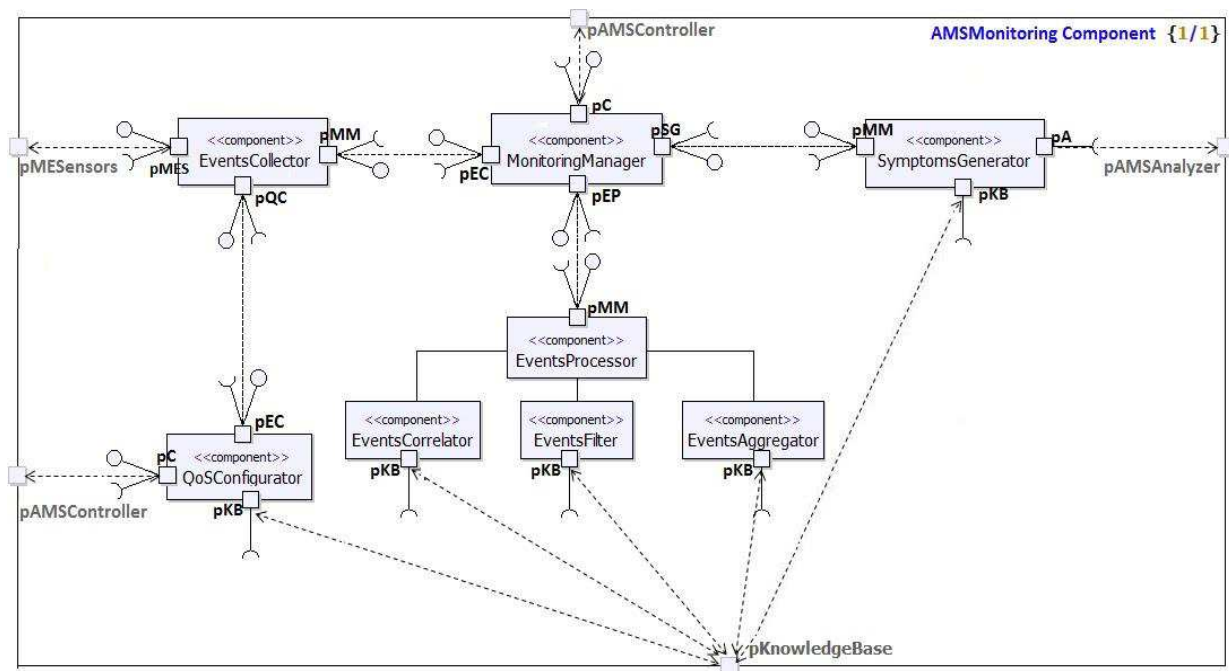 pAMSController
AMSMonitoring Component {1/1}
pC
<<component>>
EventsCollector
pMM
pMES
pQC
pMESensors
<<component>>
MonitoringManager
pSG
pEC
pEP
<<component>>
SymptomsGenerator
pMM
pA
pKB
pAMSAnalyzer
pMM
<<component>>
EventsProcessor
pEC
<<component>>
QoSConfigurator
pC
pKB
pAMSController
<<component>>
EventsCorrelator
pKB
<<component>>
EventsFilter
pKB
<<component>>
EventsAggregator
pKB
pKnowledgeBase